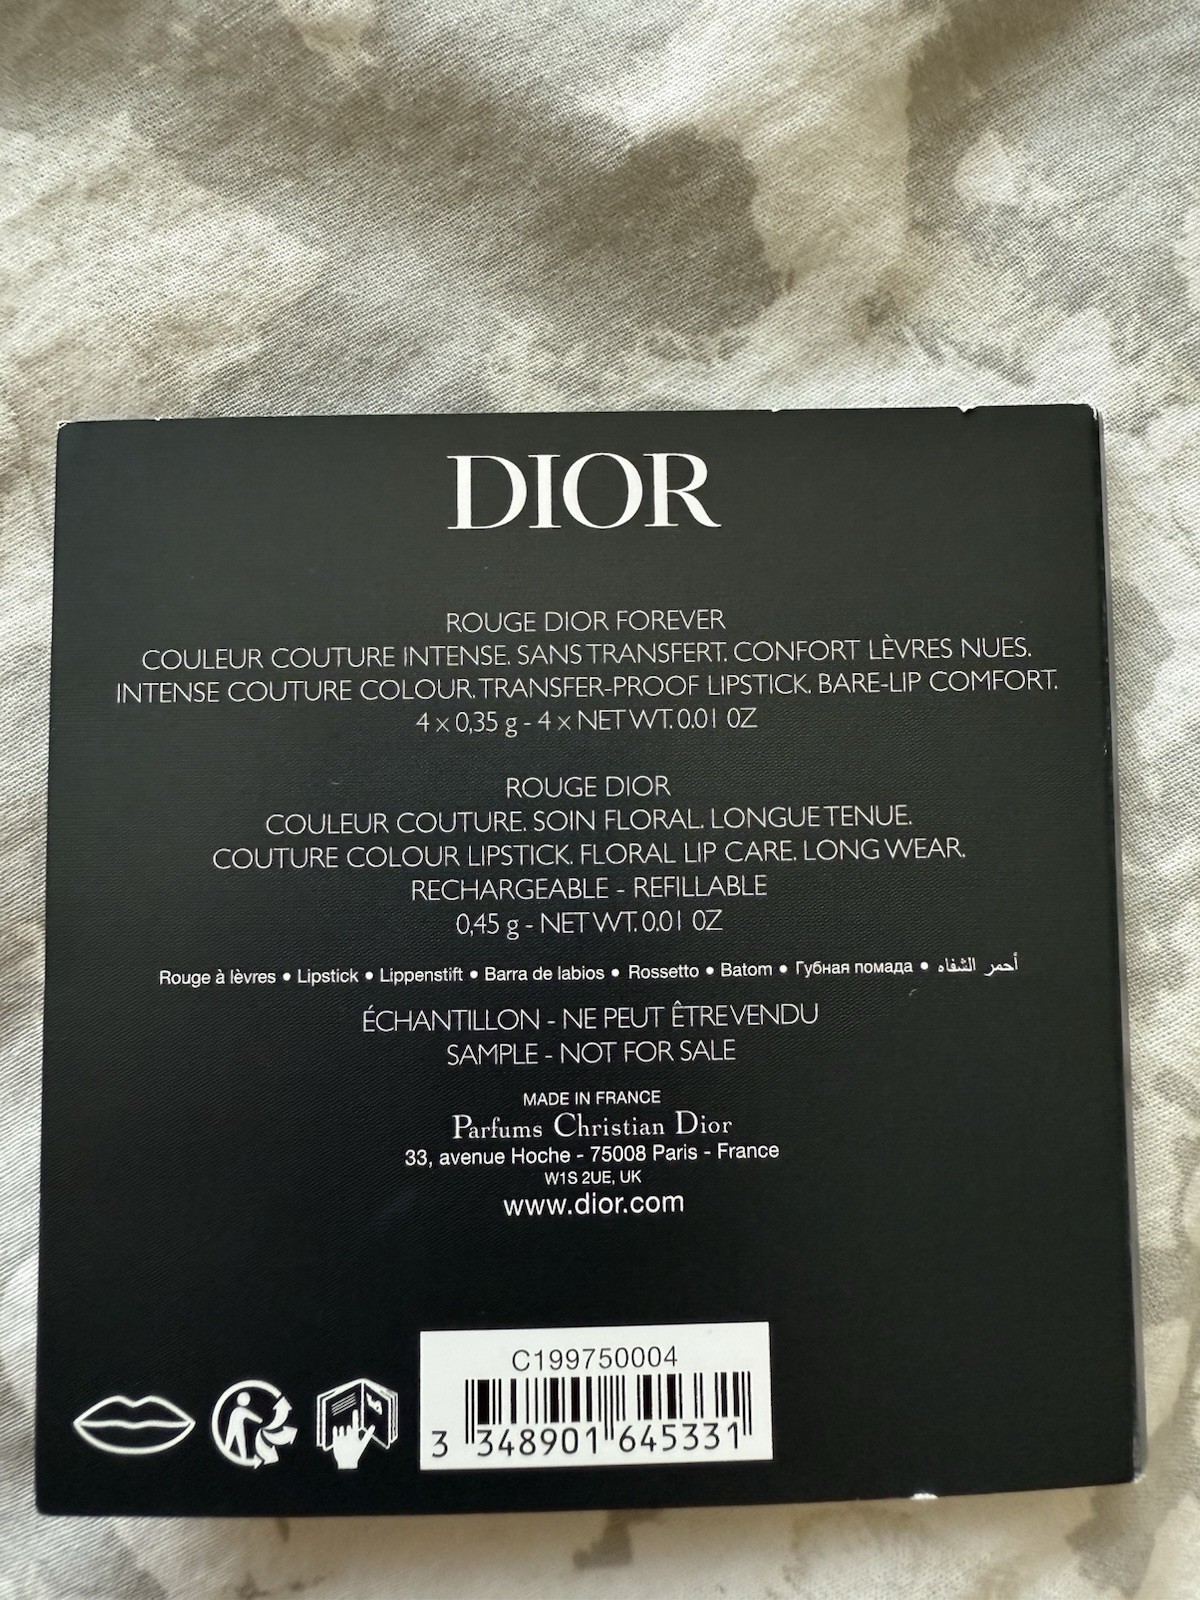 DIOR
ROUGE DIOR FOREVER
COULEUR COUTURE INTENSE. SANS TRANSFERT. CONFORT LÈVRES NUES.
INTENSE COUTURE COLOUR. TRANSFER-PROOF LIPSTICK. BARE-LIP COMFORT.
4 x 0,35 g - 4 x NET WT. 0.01 OZ
ROUGE DIOR
COULEUR COUTURE. SOIN FLORAL. LONGUE TENUE.
COUTURE COLOUR LIPSTICK. FLORAL LIP CARE. LONG WEAR.
RECHARGEABLE - REFILLABLE
0,45 g - NET WT. 0.01 OZ
Rouge à lèvres • Lipstick • Lippenstift • Barra de labios • Rossetto • Batom • Губная помада • أحمر الشفاه
ÉCHANTILLON - NE PEUT ÊTRE VENDU
SAMPLE - NOT FOR SALE
MADE IN FRANCE
Parfums Christian Dior
33, avenue Hoche - 75008 Paris - France
W1S 2UE, UK
www.dior.com
C199750004
3 348901 645331